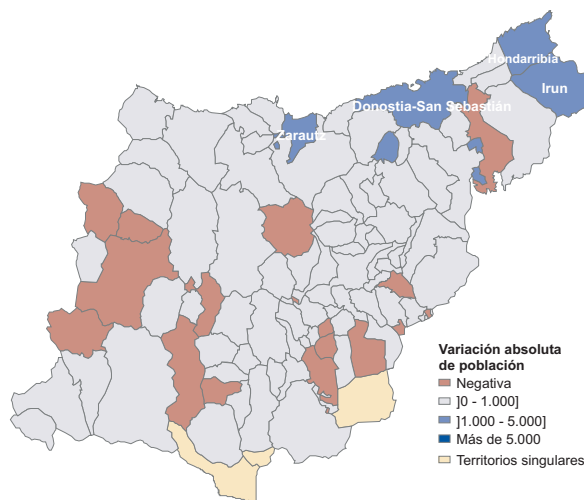 Hondarribia
Irun
Donostia-San Sebastián
Zarautz
Variación absoluta
de población
Negativa
]0 - 1.000]
]1.000 - 5.000]
Más de 5.000
Territorios singulares